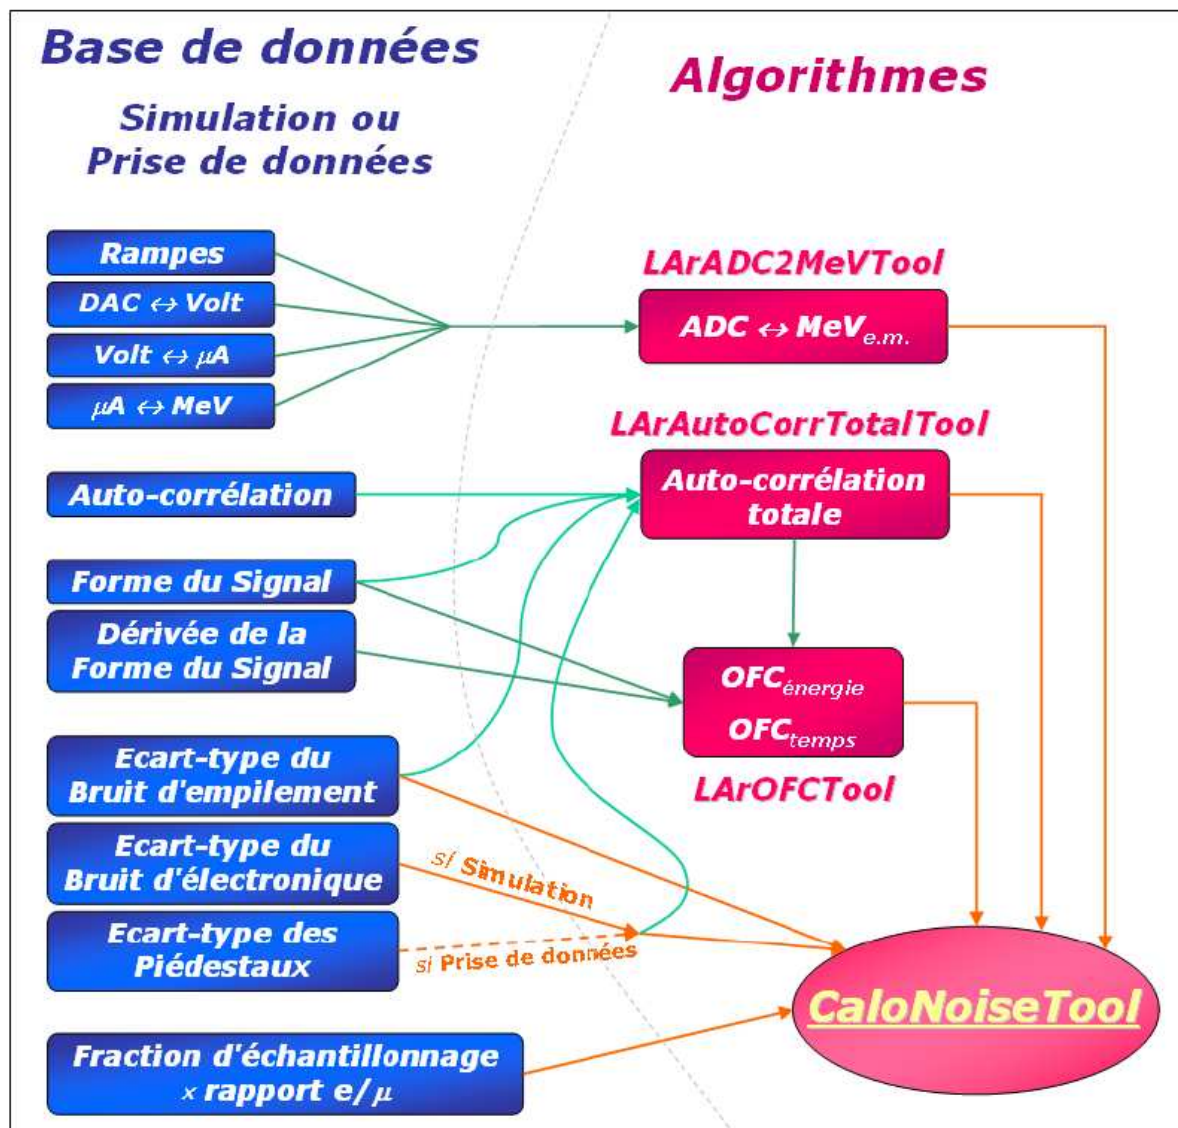 Base de données
Simulation ou
Prise de données
Algorithmes
Rampes
DAC ↔ Volt
Volt ↔ μA
μA ↔ MeV
LArADC2MeVTool
ADC ↔ MeVe.m.
LArAutoCorrTotalTool
Auto-corrélation
Auto-corrélation
totale
Forme du Signal
Dérivée de la
Forme du Signal
OFCénergie
OFCtemps
LArOFCTool
Ecart-type du
Bruit d'empilement
Ecart-type du
Bruit d'électronique
si Simulation
Ecart-type des
Piédestaux
si Prise de données
CaloNoiseTool
Fraction d'échantillonnage
× rapport e/μ